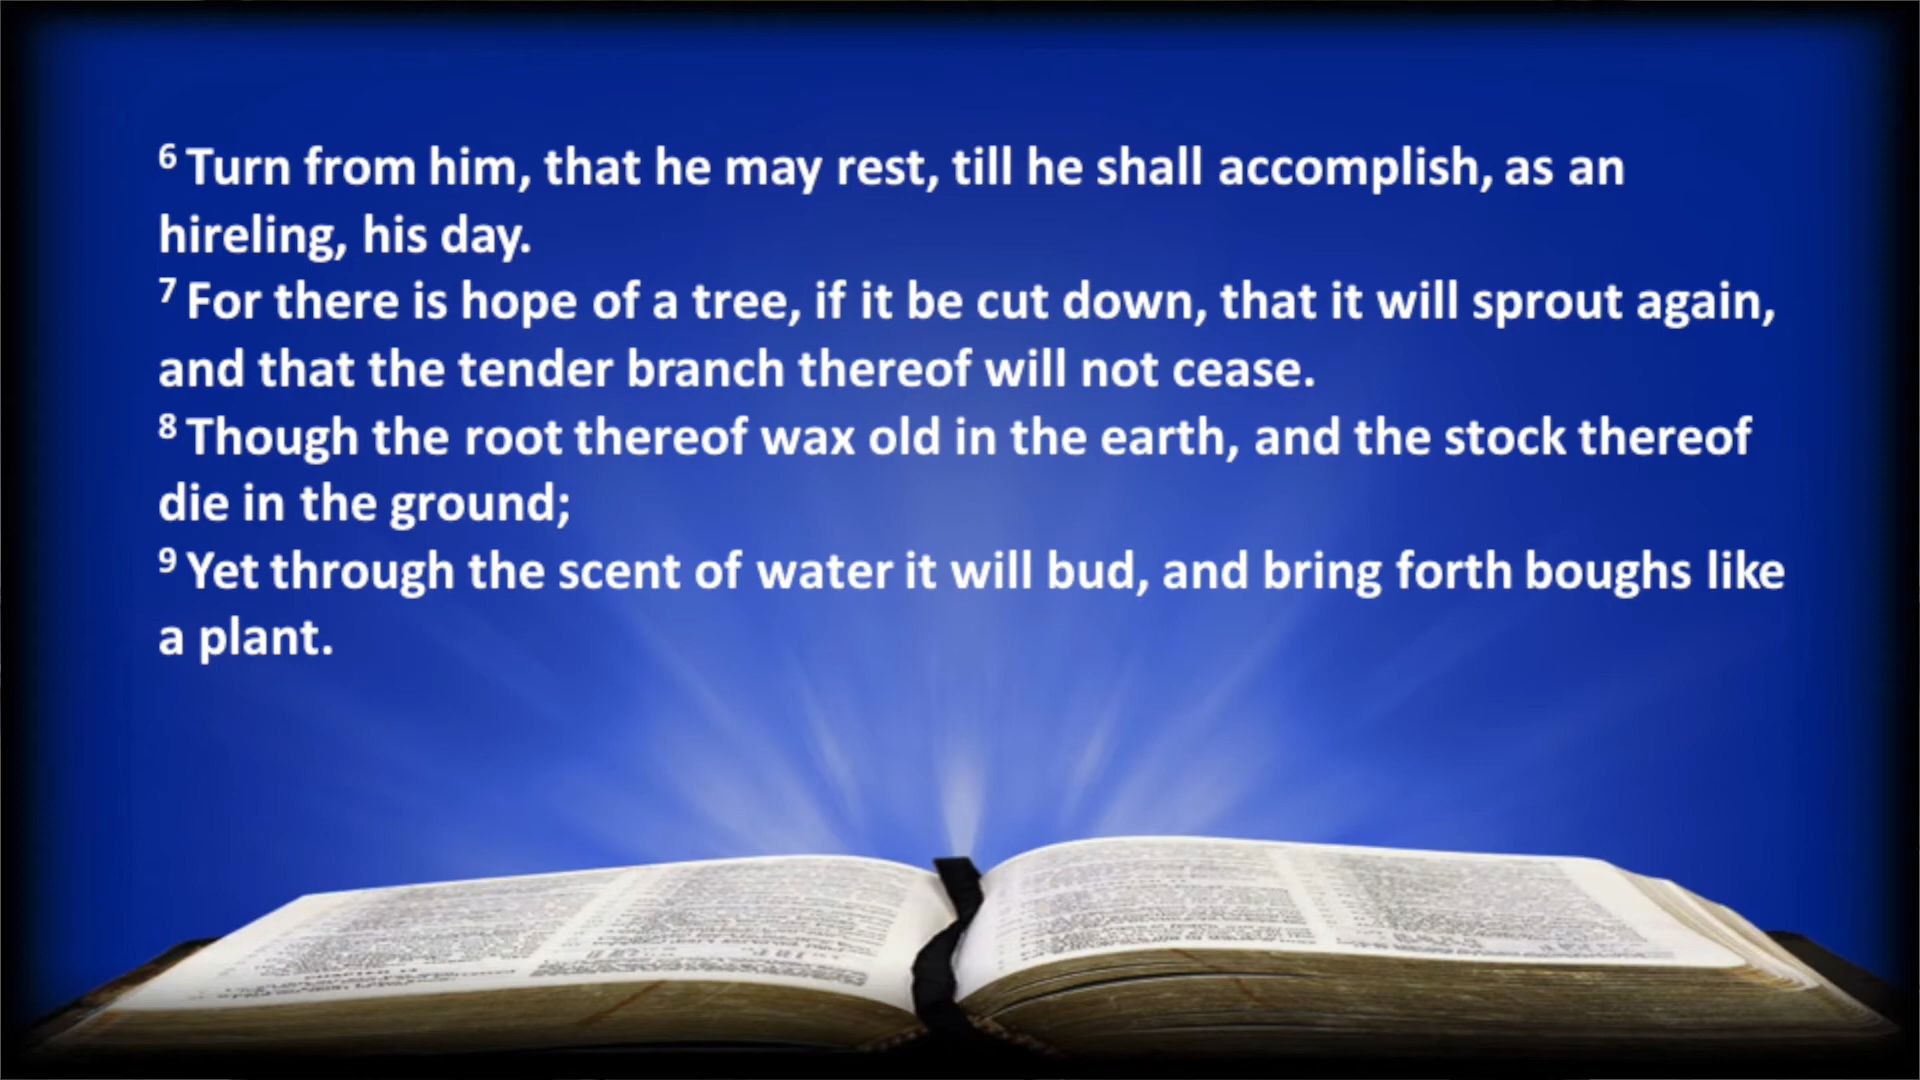 6 Turn from him, that he may rest, till he shall accomplish, as an
hireling, his day.
7 For there is hope of a tree, if it be cut down, that it will sprout again,
and that the tender branch thereof will not cease.
8 Though the root thereof wax old in the earth, and the stock thereof
die in the ground;
9 Yet through the scent of water it will bud, and bring forth boughs like
a plant.